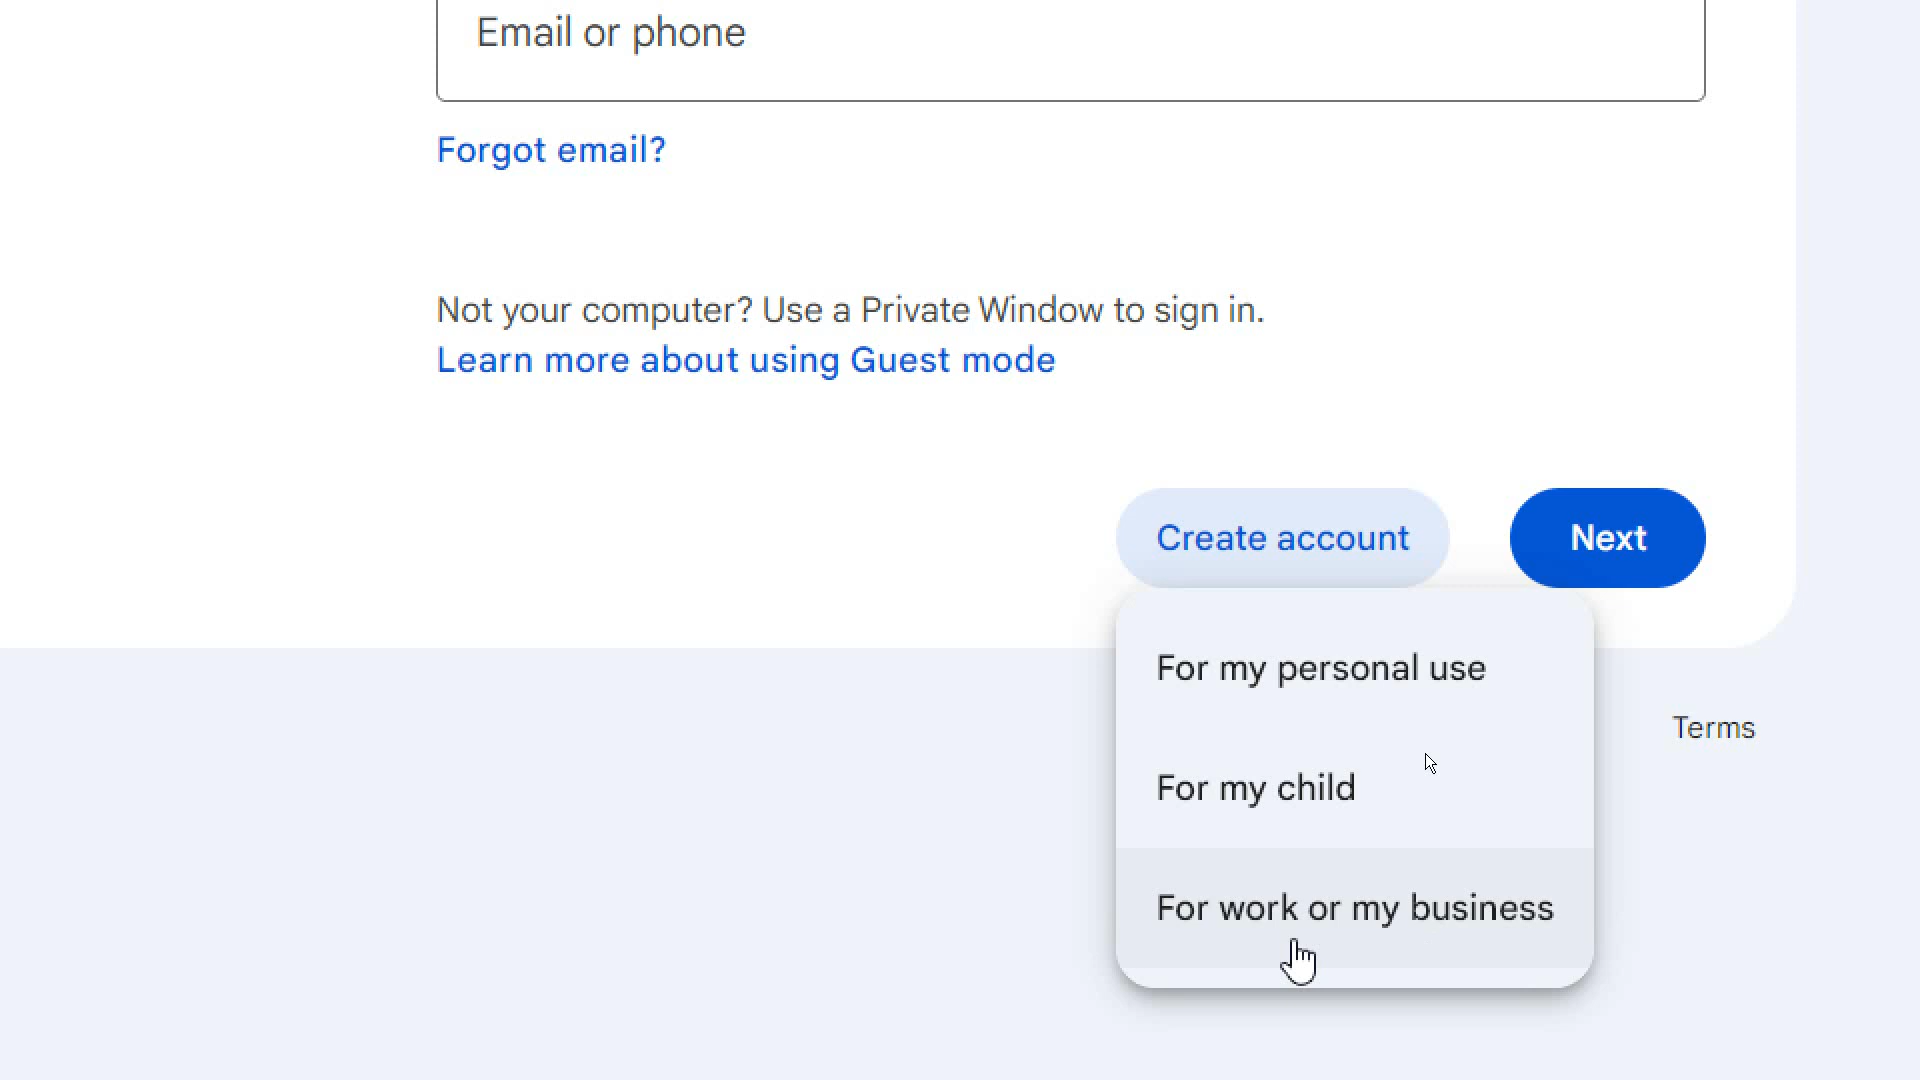 Email or phone
Forgot email?
Not your computer? Use a Private Window to sign in.
Learn more about using Guest mode
Create account
Next
For my personal use
Terms
For my child
For work or my business